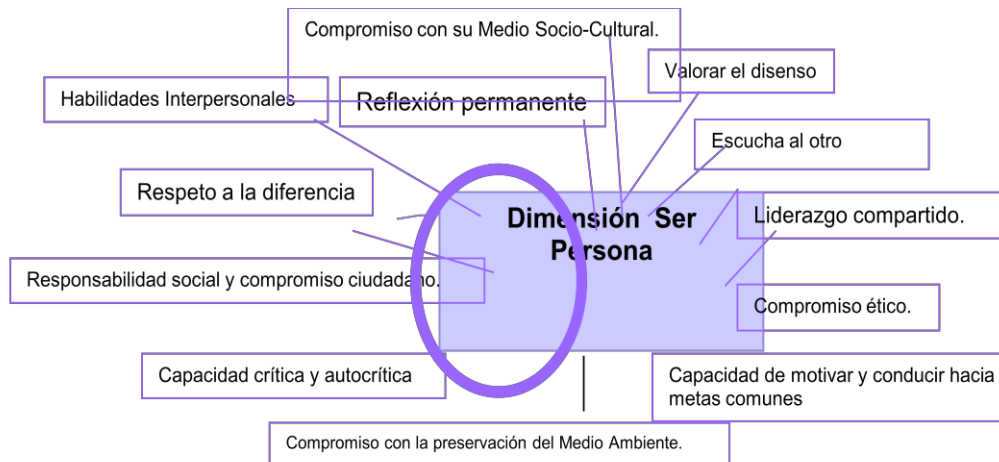 Compromiso con su Medio Socio-Cultural.
Valorar el disenso
Habilidades Interpersonales
Reflexión permanente
Escucha al otro
Respeto a la diferencia
Dimensión Ser
Persona
Liderazgo compartido.
Responsabilidad social y compromiso ciudadano.
Compromiso ético.
Capacidad crítica y autocrítica
Capacidad de motivar y conducir hacia
metas comunes
Compromiso con la preservación del Medio Ambiente.